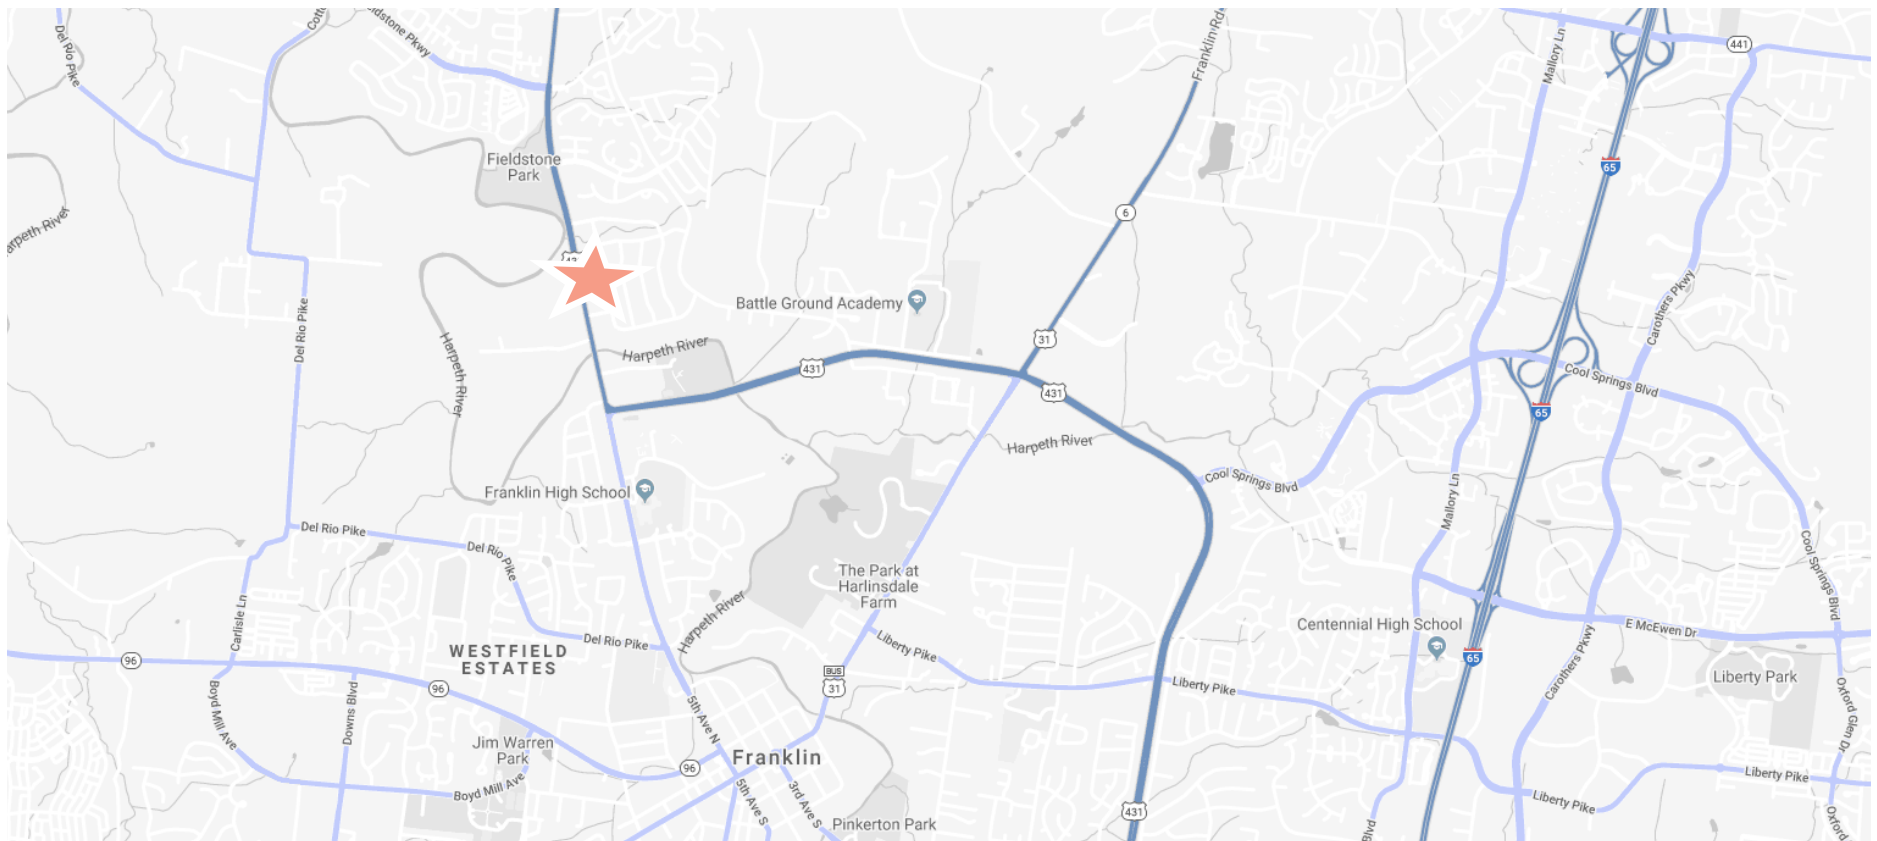 Del Rio Pike
Franklin Rd
Mallory Ln
441
65
Fieldstone
Park
6
Harpeth River
Battle Ground Academy
31
Del Rio Pike
Harpeth River
Harpeth River
431
431
Carothers Pkwy
Cool Springs Blvd
65
Harpeth River
Cool Springs Blvd
Mallory Ln
Franklin High School
Del Rio Pike
Del Rio Pike
The Park at
Harlinsdale
Farm
Cool Springs Blvd
Carlisle Ln
Harpeth River
Del Rio Pike
Liberty Pike
Centennial High School
E McEwen Dr
65
WESTFIELD
ESTATES
96
96
BUS
31
Liberty Pike
Carothers Pkwy
Liberty Park
Oxford Glen Dr
Boyd Mill Ave
Downs Blvd
5th Ave N
Jim Warren
Park
Franklin
96
Boyd Mill Ave
5th Ave S
3rd Ave S
Pinkerton Park
431
Liberty Pike
Liberty Pike
Blvd
Oxford